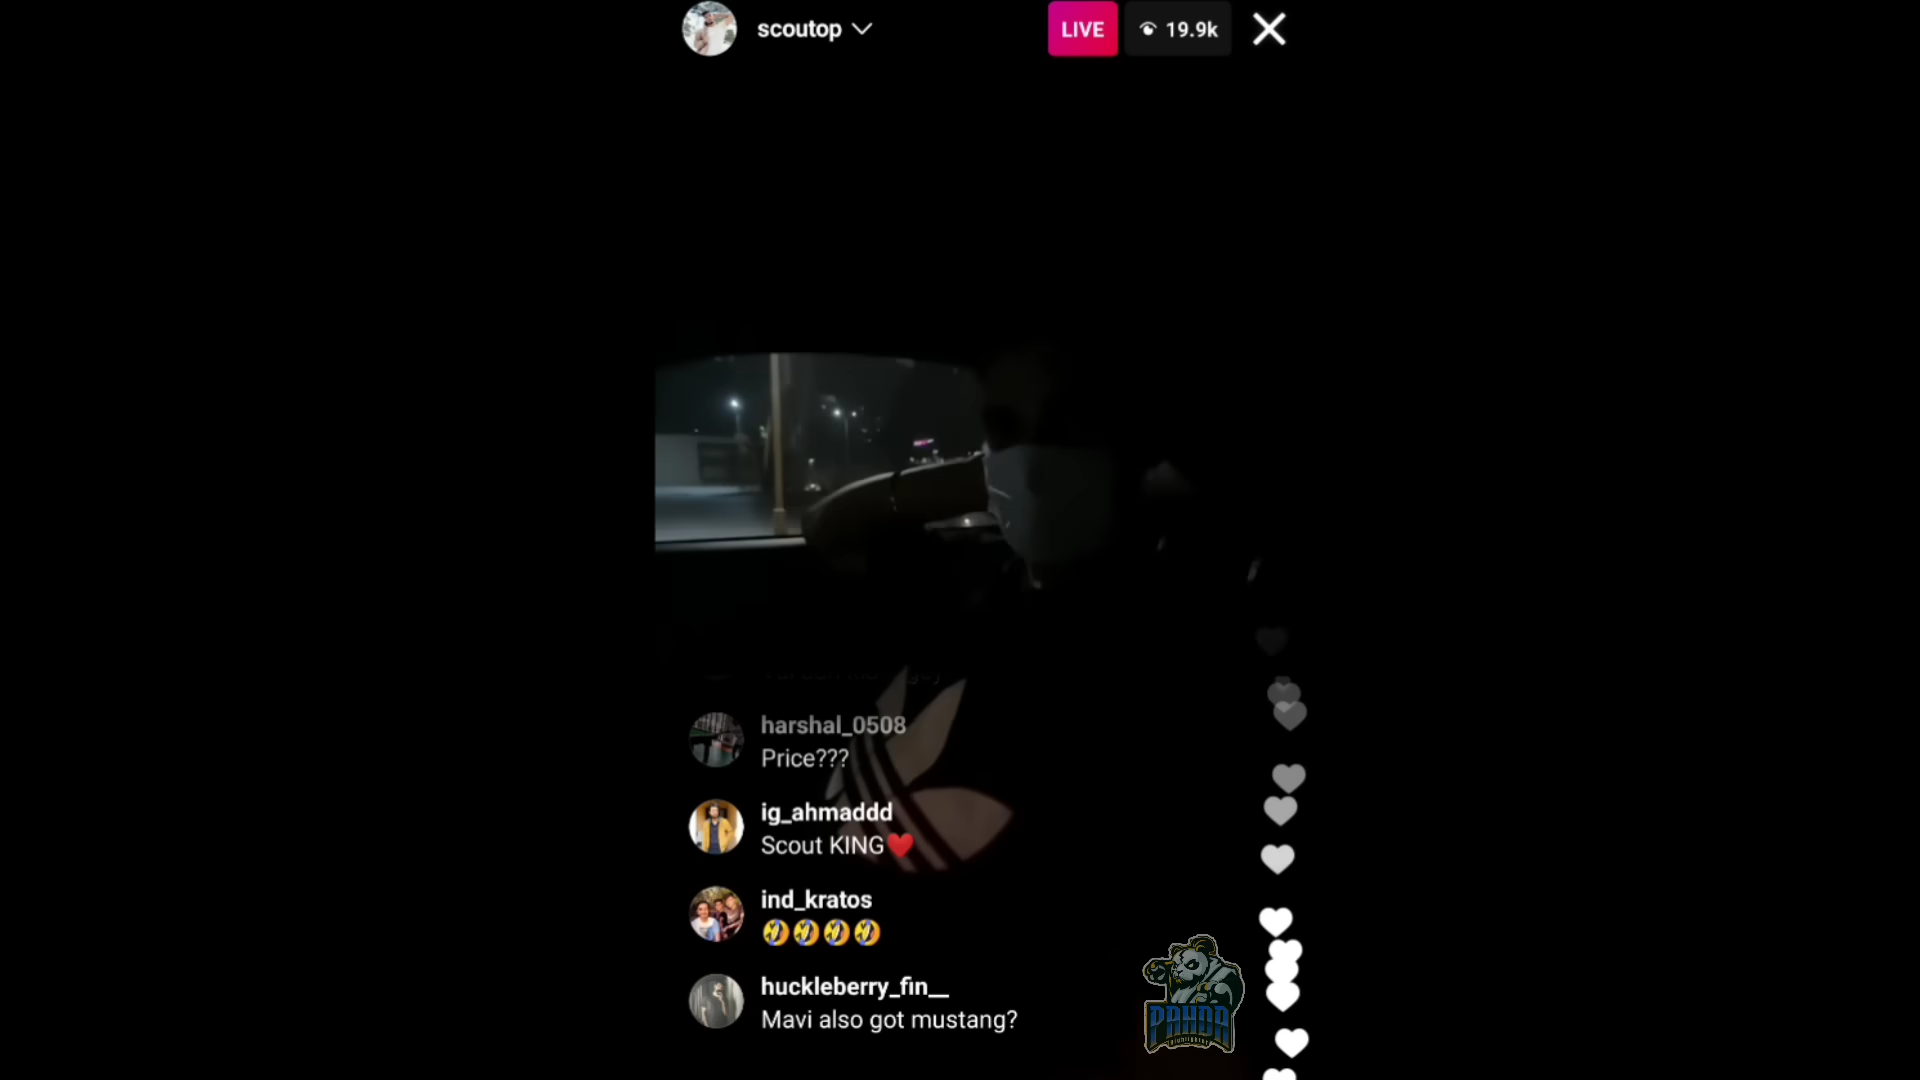 scoutop
LIVE
19.9k
harshal_0508
Price???
ig_ahmaddd
Scout KING❤️
ind_kratos
🤣🤣🤣🤣
huckleberry_fin__
Mavi also got mustang?
PANDA